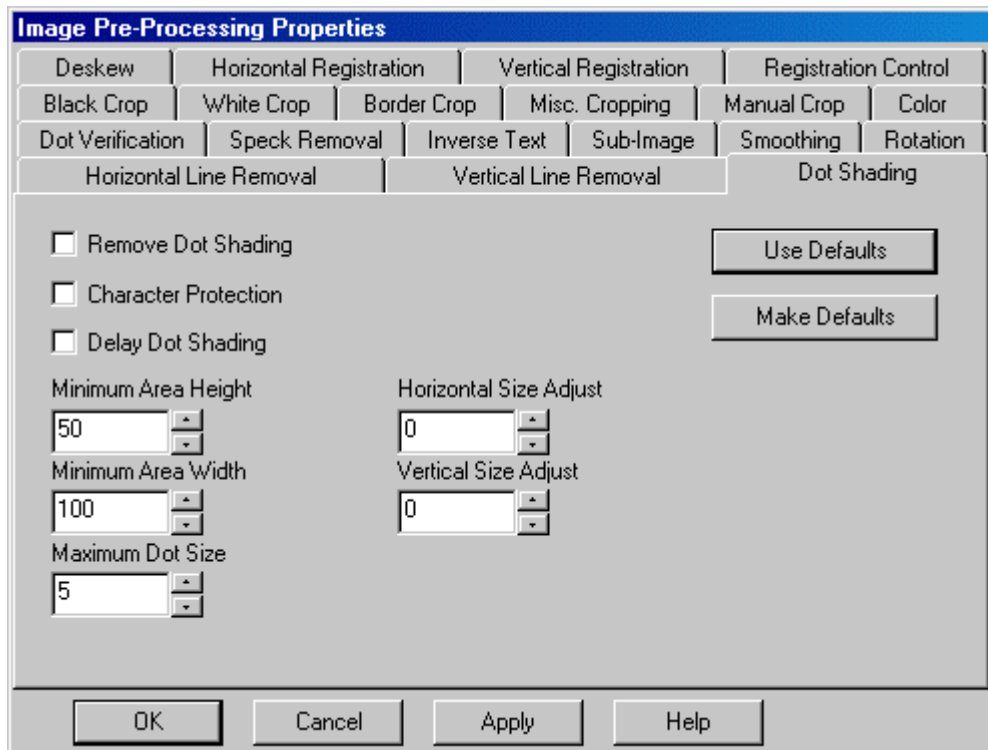 Image Pre-Processing Properties
Deskew Horizontal Registration Vertical Registration Registration Control
Black Crop White Crop Border Crop Misc. Cropping Manual Crop Color
Dot Verification Speck Removal Inverse Text Sub-Image Smoothing Rotation
Horizontal Line Removal Vertical Line Removal Dot Shading
Remove Dot Shading Use Defaults
Character Protection Make Defaults
Delay Dot Shading
Minimum Area Height Horizontal Size Adjust
50 0
Minimum Area Width Vertical Size Adjust
100 0
Maximum Dot Size
5
OK Cancel Apply Help